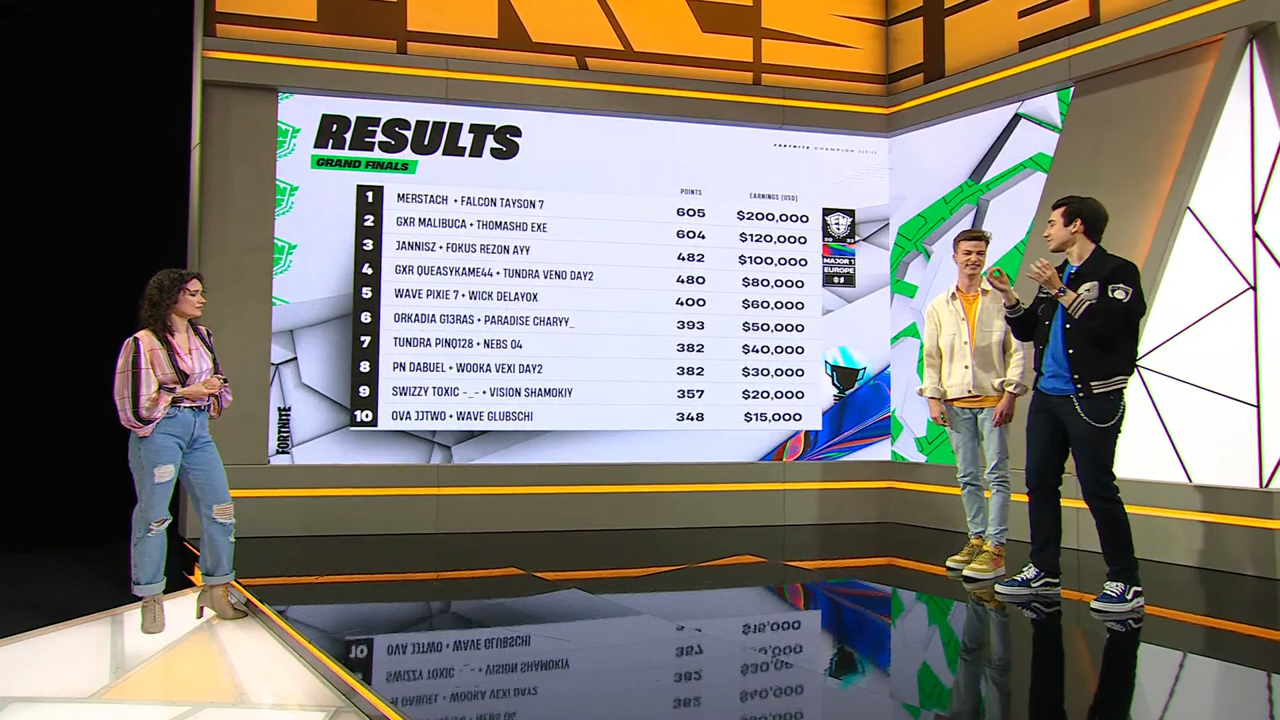 RESULTS
GRAND FINALS
FORTNITE CHAMPION SERIES
POINTS EARNINGS (USD)
1 MERSTACH + FALCON TAYSON 7 605 $200,000
2 GXR MALIBUCA + THOMASHD EXE 604 $120,000
3 JANNISZ + FOKUS REZON AYY 482 $100,000
4 GXR QUEASYKAME44 + TUNDRA VENO DAY2 480 $80,000
5 WAVE PIXIE 7 + WICK DELAYOX 400 $60,000
6 ORKADIA G13RAS + PARADISE CHARYY_ 393 $50,000
7 TUNDRA PINQ128 + NEBS 04 382 $40,000
8 PN DABUEL + WOOKA VEXI DAY2 382 $30,000
9 SWIZZY TOXIC -_- + VISION SHAMOKIY 357 $20,000
10 OVA JJTWO + WAVE GLUBSCHI 348 $15,000
MAJOR 1
EUROPE
FORTNITE